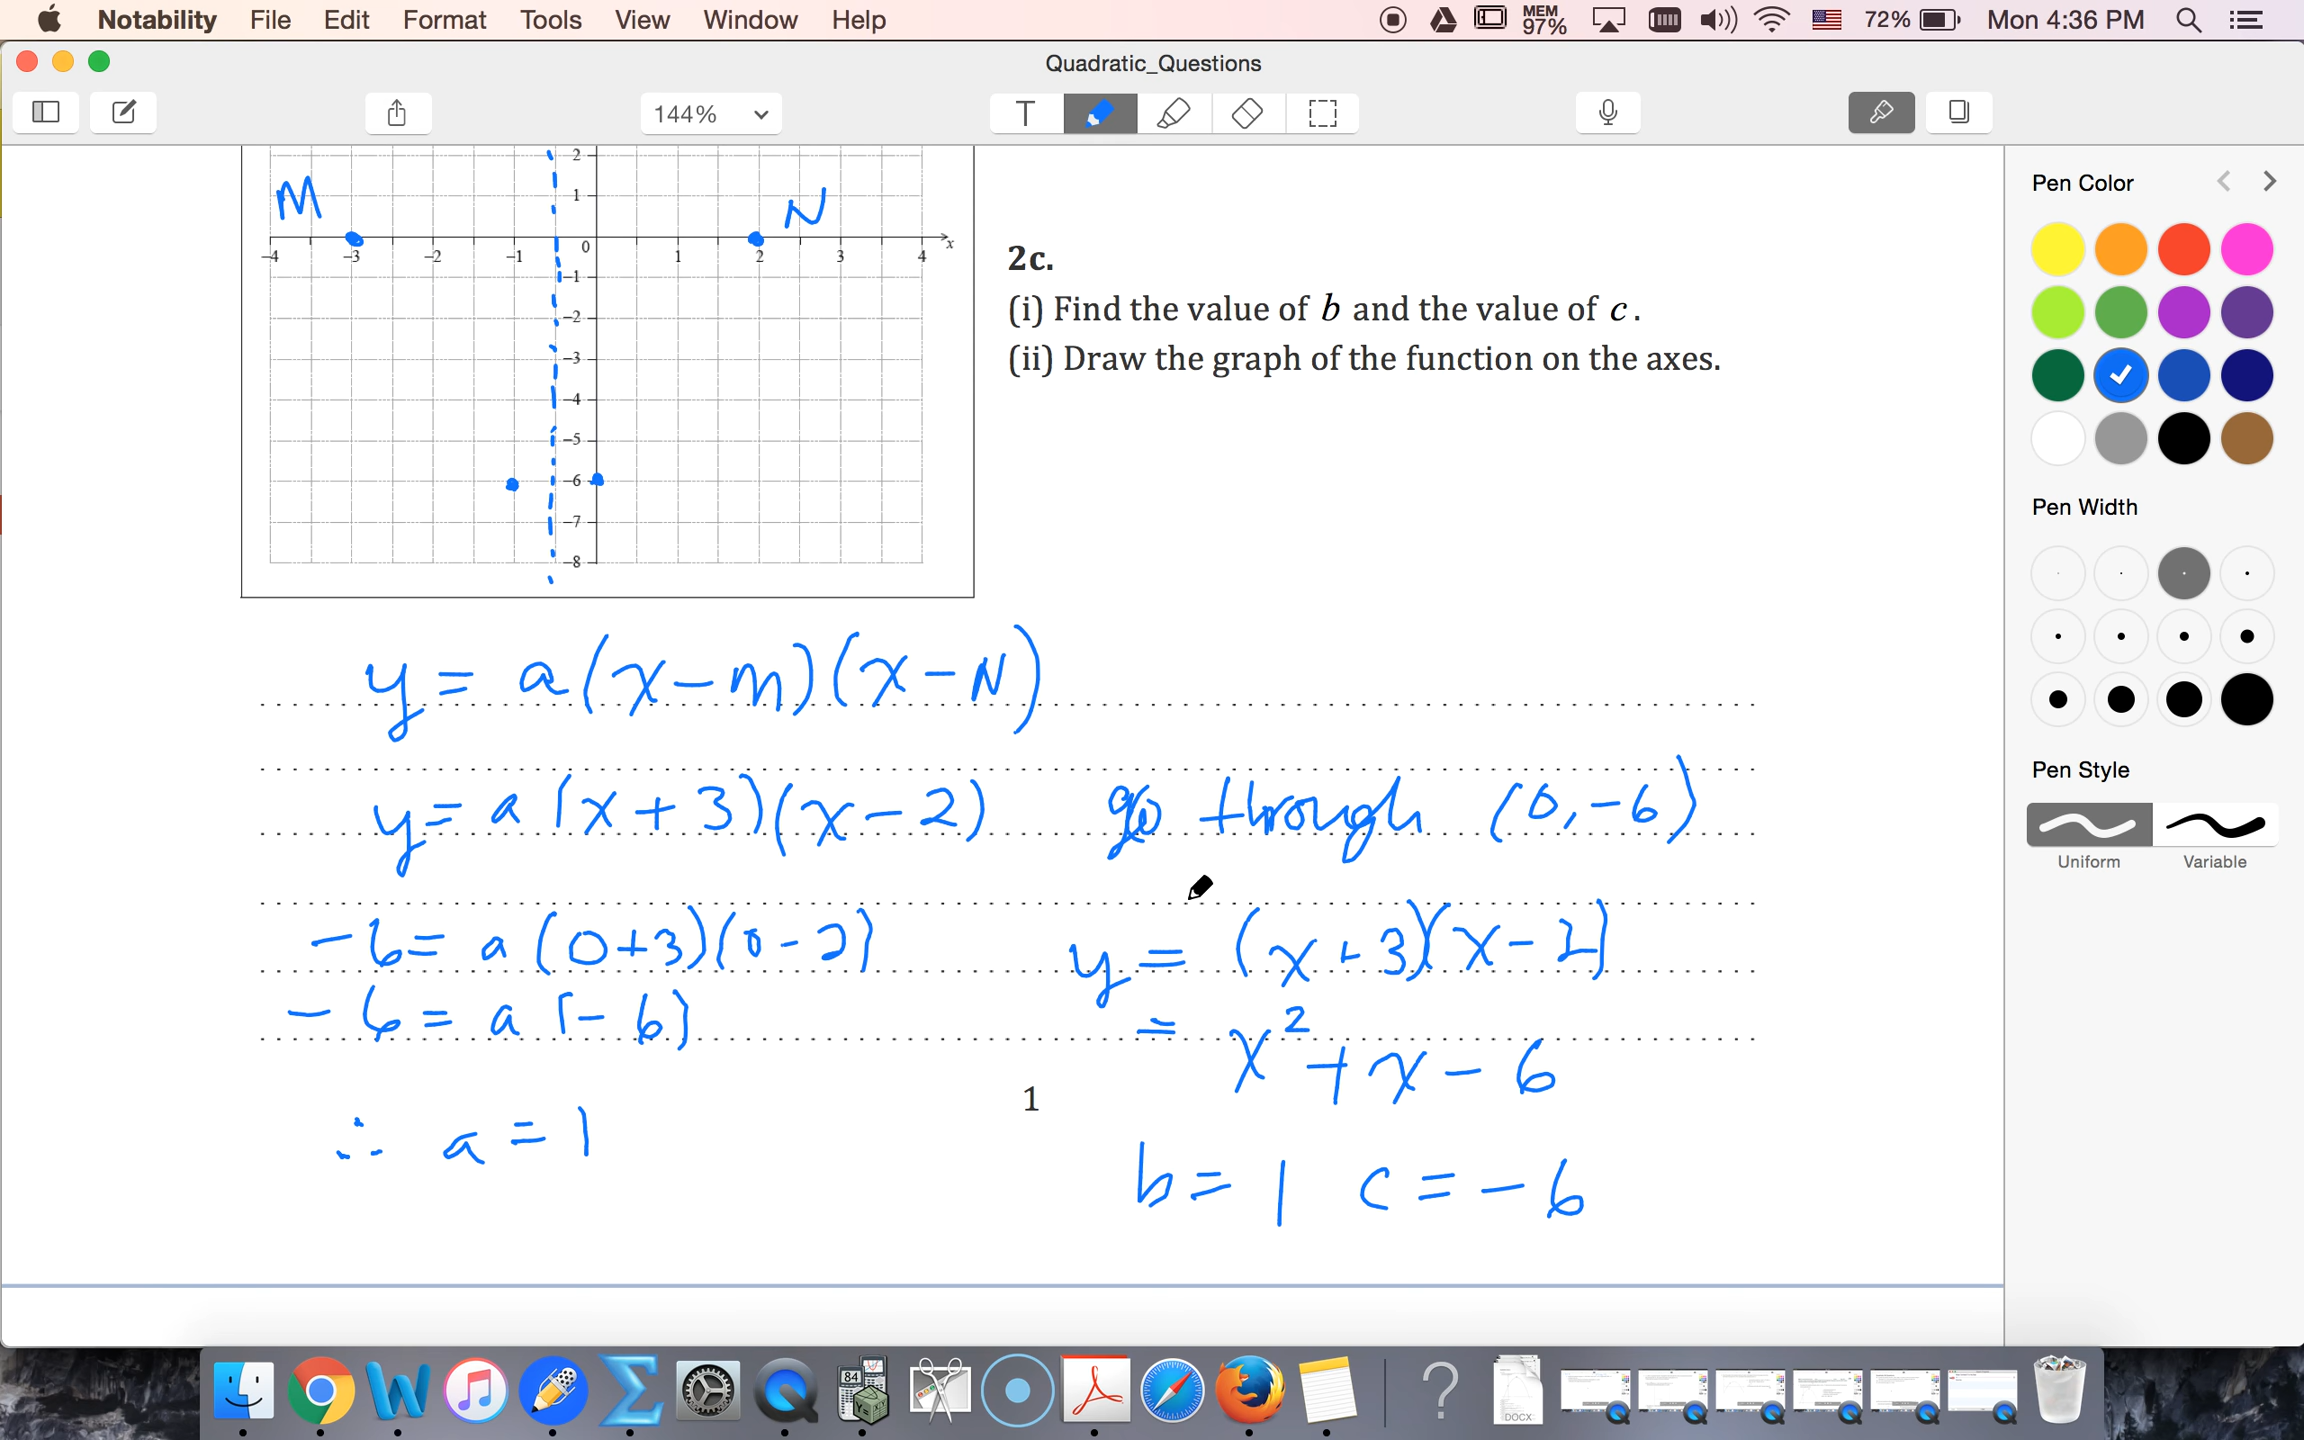 Notability File Edit Format Tools View Window Help MEM 97% 72% Mon 4:36 PM
Quadratic_Questions
144% T
2
M 1 N
-4 -3 -2 -1 0 1 2 3 4 x
-1
-2
-3
-4
-5
-6
-7
-8
2c.
(i) Find the value of b and the value of c.
(ii) Draw the graph of the function on the axes.
y = a(x-m)(x-N)
y = a(x+3)(x-2) go through (0,-6)
-6 = a(0+3)(0-2) y = (x+3)(x-2)
-6 = a(-6) = x² + x - 6
∴ a = 1
b = 1 c = -6
1
Pen Color
Pen Width
Pen Style
Uniform Variable
84
Y=
DOCX